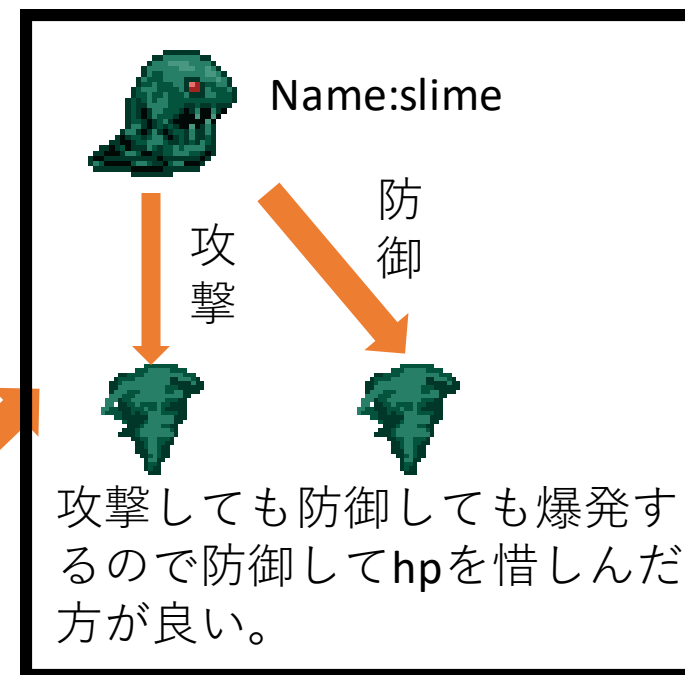 Name:slime
攻撃
防御
攻撃しても防御しても爆発す
るので防御してhpを惜しんだ
方が良い。